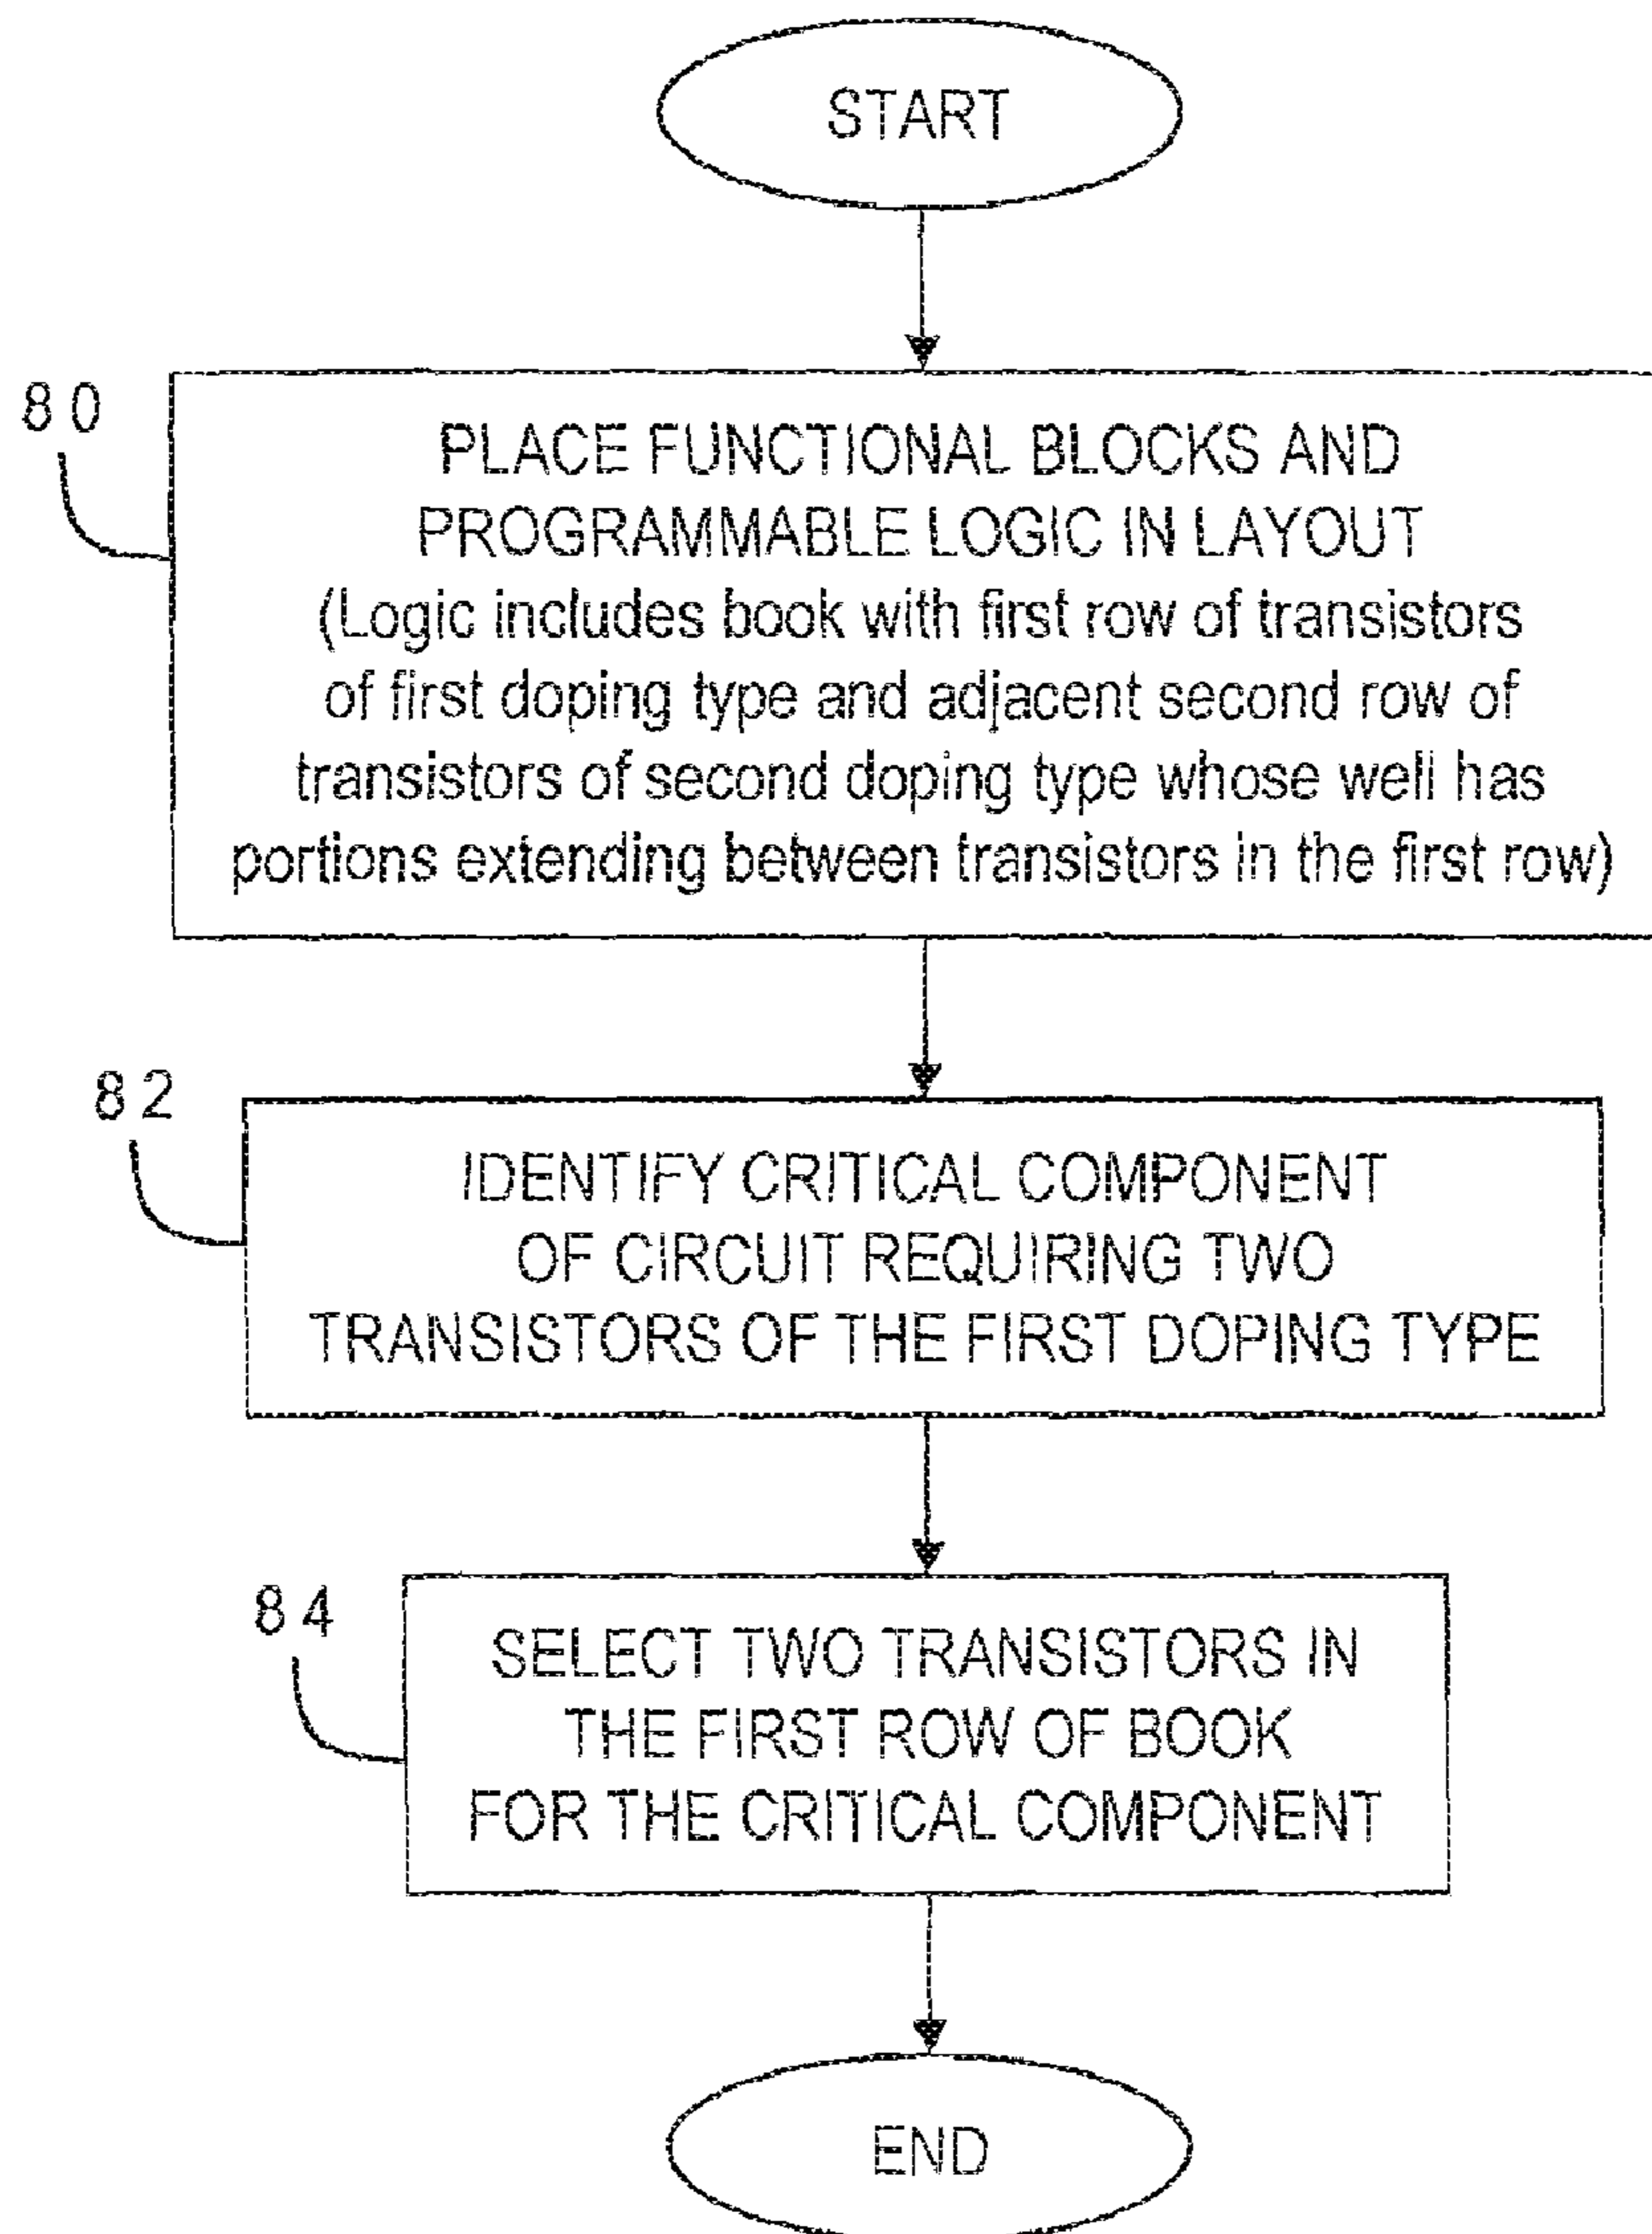 START
80
PLACE FUNCTIONAL BLOCKS AND
PROGRAMMABLE LOGIC IN LAYOUT
(Logic includes book with first row of transistors
of first doping type and adjacent second row of
transistors of second doping type whose well has
portions extending between transistors in the first row)
82
IDENTIFY CRITICAL COMPONENT
OF CIRCUIT REQUIRING TWO
TRANSISTORS OF THE FIRST DOPING TYPE
84
SELECT TWO TRANSISTORS IN
THE FIRST ROW OF BOOK
FOR THE CRITICAL COMPONENT
END